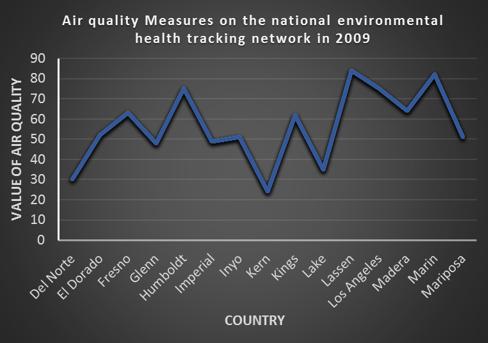 Air quality Measures on the national environmental
health tracking network in 2009
VALUE OF AIR QUALITY
90
80
70
60
50
40
30
20
10
0
Del Norte
El Dorado
Fresno
Glenn
Humboldt
Imperial
Inyo
Kern
Kings
Lake
Lassen
Los Angeles
Madera
Marin
Mariposa
COUNTRY